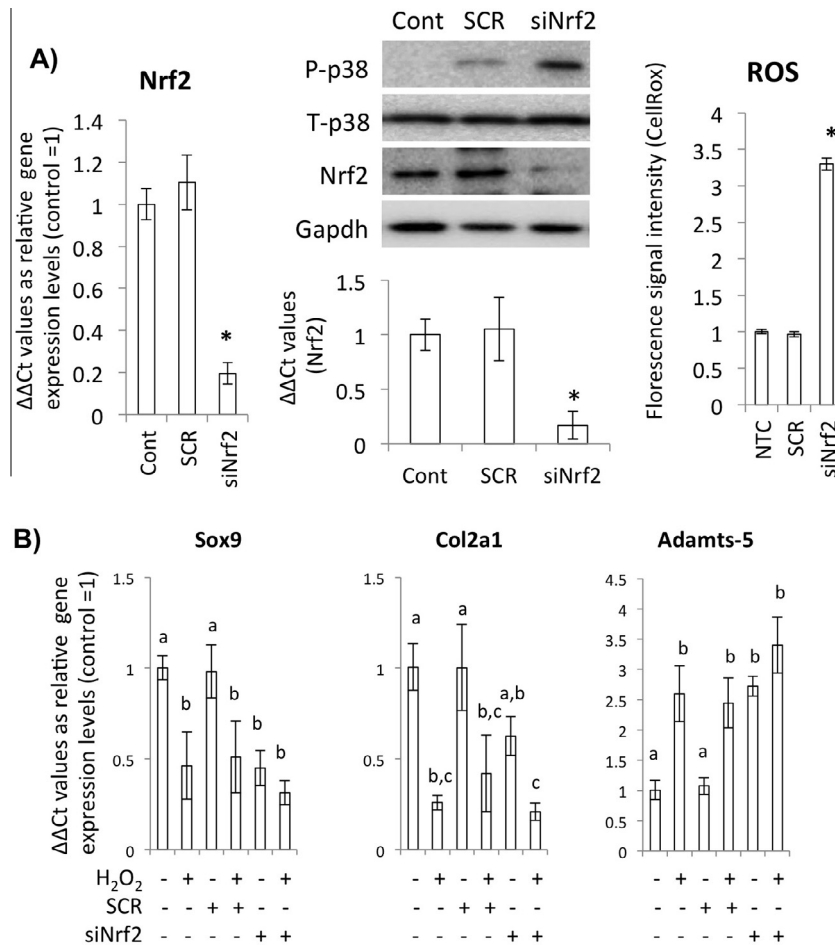 A)
Nrf2
ΔΔCt values as relative gene
expression levels (control =1)
1.4
1.2
1
0.8
0.6
0.4
0.2
0
*
Cont
SCR
siNrf2
Cont SCR siNrf2
P-p38
T-p38
Nrf2
Gapdh
ΔΔCt values
(Nrf2)
1.5
1
0.5
0
*
Cont SCR siNrf2
ROS
Florescence signal intensity (CellRox)
4
3.5
3
2.5
2
1.5
1
0.5
0
*
NTC
SCR
siNrf2
B)
Sox9
ΔΔCt values as relative gene
expression levels (control =1)
1.5
1
0.5
0
a b a b b b
Col2a1
1.5
1
0.5
0
a b,c a b,c a,b c
Adamts-5
4.5
4
3.5
3
2.5
2
1.5
1
0.5
0
a b a b b b
H2O2 - + - + - + - + - + - + - + - + - +
SCR - - + + - - - - + + - - - - + + - -
siNrf2 - - - - + + - - - - + + - - - - + +